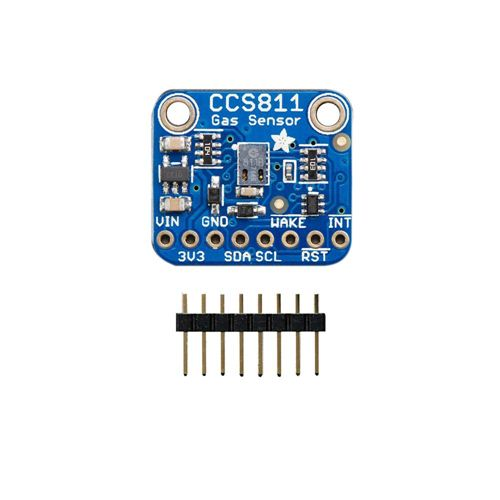 CCS811
Gas Sensor
VIN GND WAKE INT
3V3 SDA SCL RST